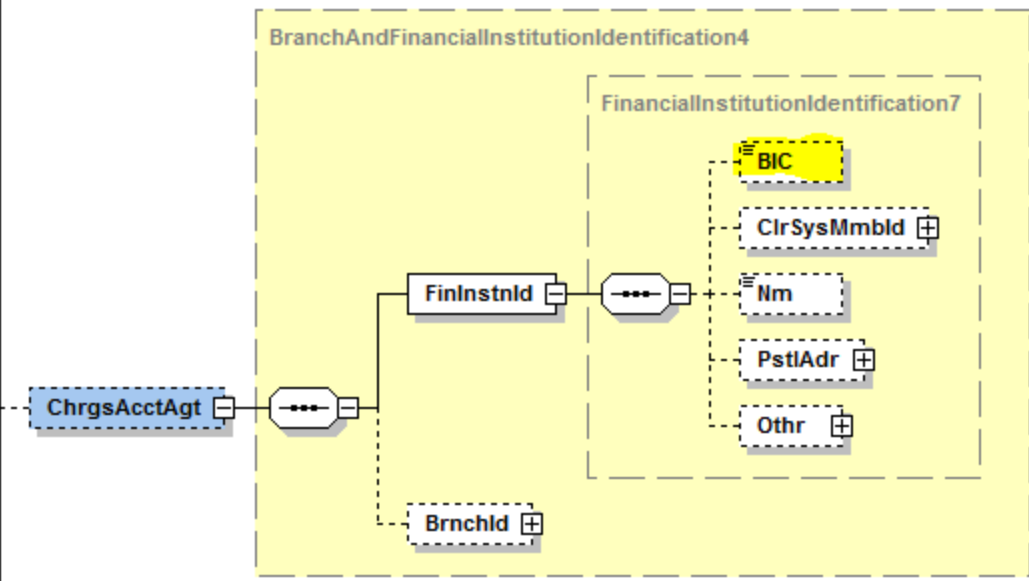 BranchAndFinancialInstitutionIdentification4
FinancialInstitutionIdentification7
BIC
ClrSysMmbId
FinInstnId
Nm
PstlAdr
ChrgsAcctAgt
Othr
BrnchId